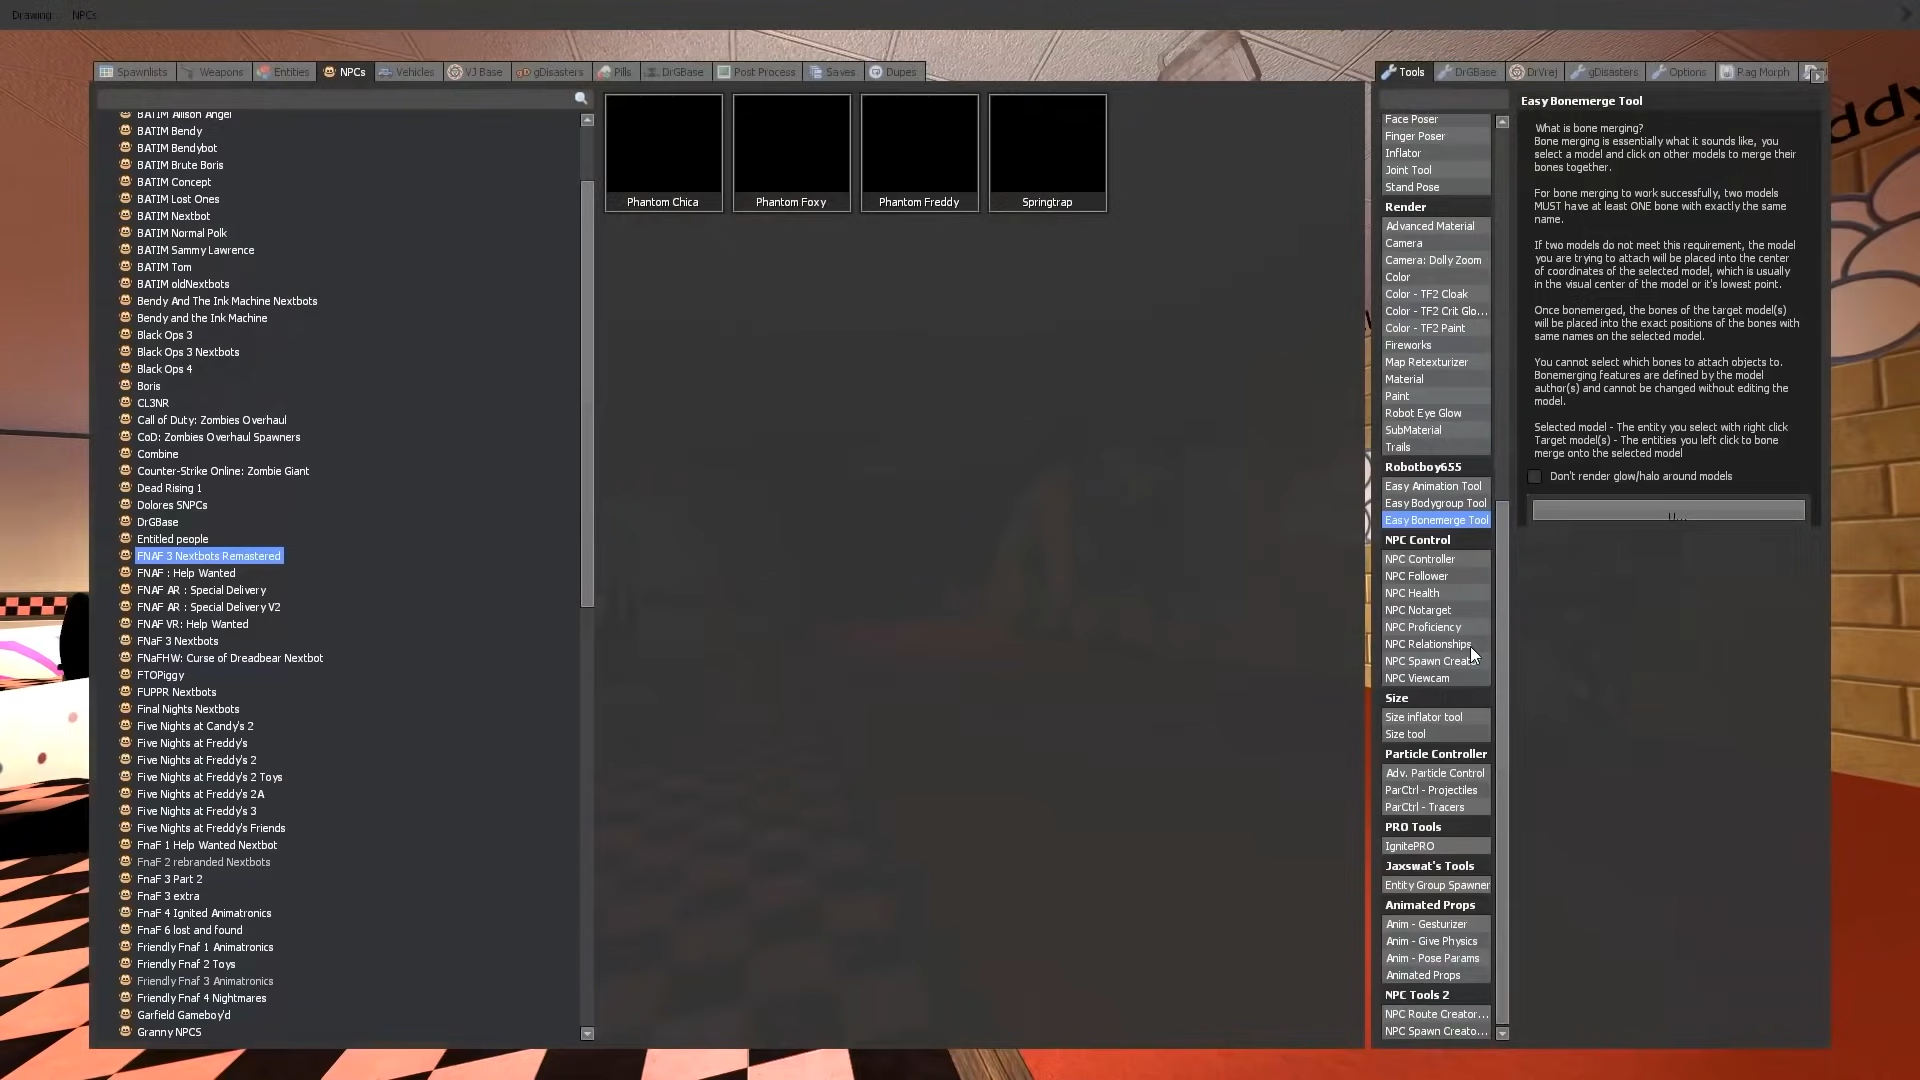 Drawing NPCs
Spawnlists Weapons Entities NPCs Vehicles VJ Base gDisasters Pills DrGBase Post Process Saves Dupes
BATIM Allison Angel
BATIM Bendy
BATIM Bendybot
BATIM Brute Boris
BATIM Concept
BATIM Lost Ones
BATIM Nextbot
BATIM Normal Polk
BATIM Sammy Lawrence
BATIM Tom
BATIM oldNextbots
Bendy And The Ink Machine Nextbots
Bendy and the Ink Machine
Black Ops 3
Black Ops 3 Nextbots
Black Ops 4
Boris
CL3NR
Call of Duty: Zombies Overhaul
CoD: Zombies Overhaul Spawners
Combine
Counter-Strike Online: Zombie Giant
Dead Rising 1
Dolores SNPCs
DrGBase
Entitled people
FNAF 3 Nextbots Remastered
FNAF : Help Wanted
FNAF AR : Special Delivery
FNAF AR : Special Delivery V2
FNAF VR: Help Wanted
FNaF 3 Nextbots
FNaFHW: Curse of Dreadbear Nextbot
FTOPiggy
FUPPR Nextbots
Final Nights Nextbots
Five Nights at Candy's 2
Five Nights at Freddy's
Five Nights at Freddy's 2
Five Nights at Freddy's 2 Toys
Five Nights at Freddy's 2A
Five Nights at Freddy's 3
Five Nights at Freddy's Friends
FnaF 1 Help Wanted Nextbot
FnaF 2 rebranded Nextbots
FnaF 3 Part 2
FnaF 3 extra
FnaF 4 Ignited Animatronics
FnaF 6 lost and found
Friendly Fnaf 1 Animatronics
Friendly Fnaf 2 Toys
Friendly Fnaf 3 Animatronics
Friendly Fnaf 4 Nightmares
Garfield Gameboy'd
Granny NPCS
Phantom Chica Phantom Foxy Phantom Freddy Springtrap
Tools DrGBase DrVrej gDisasters Options Rag Morph
Face Poser
Finger Poser
Inflator
Joint Tool
Stand Pose
Render
Advanced Material
Camera
Camera: Dolly Zoom
Color
Color - TF2 Cloak
Color - TF2 Crit Glo...
Color - TF2 Paint
Fireworks
Map Retexturizer
Material
Paint
Robot Eye Glow
SubMaterial
Trails
Robotboy655
Easy Animation Tool
Easy Bodygroup Tool
Easy Bonemerge Tool
NPC Control
NPC Controller
NPC Follower
NPC Health
NPC Notarget
NPC Proficiency
NPC Relationships
NPC Spawn Creator
NPC Viewcam
Size
Size inflator tool
Size tool
Particle Controller
Adv. Particle Control
ParCtrl - Projectiles
ParCtrl - Tracers
PRO Tools
IgnitePRO
Jaxswat's Tools
Entity Group Spawner
Animated Props
Anim - Gesturizer
Anim - Give Physics
Anim - Pose Params
Animated Props
NPC Tools 2
NPC Route Creator...
NPC Spawn Creato...
Easy Bonemerge Tool
What is bone merging?
Bone merging is essentially what it sounds like, you
select a model and click on other models to merge their
bones together.
For bone merging to work successfully, two models
MUST have at least ONE bone with exactly the same
name.
If two models do not meet this requirement, the model
you are trying to attach will be placed into the center
of coordinates of the selected model, which is usually
in the visual center of the model or it's lowest point.
Once bonemerged, the bones of the target model(s)
will be placed into the exact positions of the bones with
same names on the selected model.
You cannot select which bones to attach objects to.
Bonemerging features are defined by the model
author(s) and cannot be changed without editing the
model.
Selected model - The entity you select with right click
Target model(s) - The entities you left click to bone
merge onto the selected model
Don't render glow/halo around models